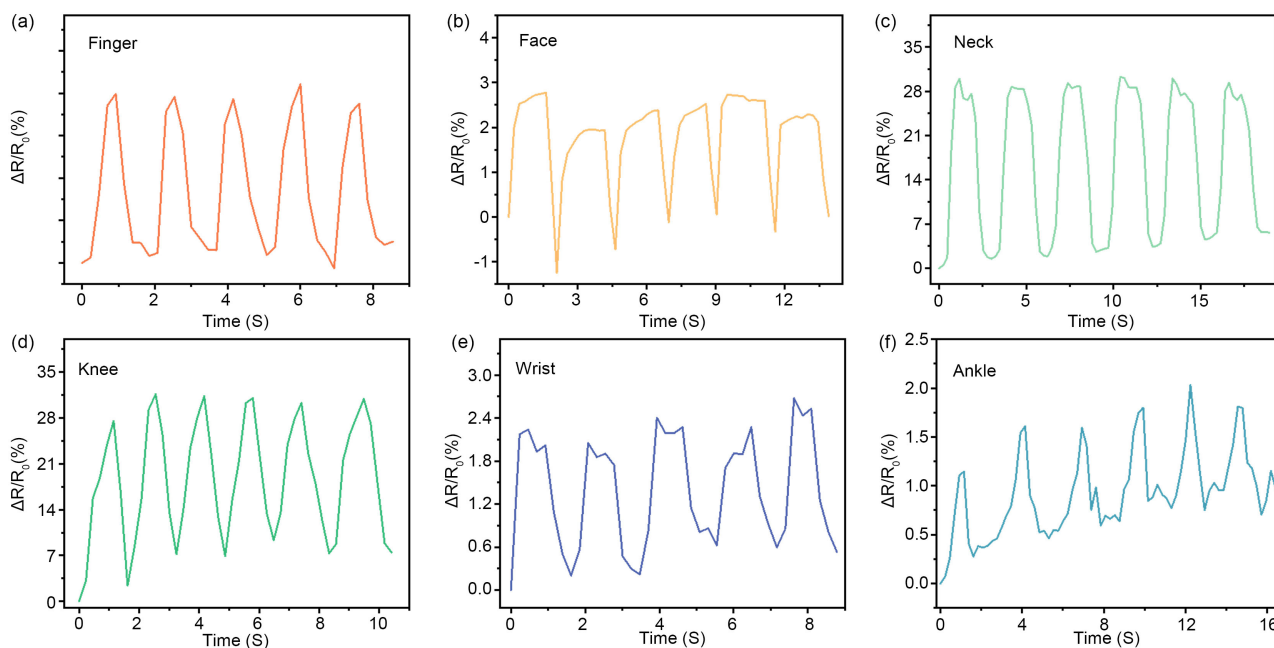 (a)
Finger
ΔR/R₀(%)
0
2
4
6
8
Time (S)
(b)
Face
ΔR/R₀(%)
4
3
2
1
0
-1
0
3
6
9
12
Time (S)
(c)
Neck
ΔR/R₀(%)
35
28
21
14
7
0
0
5
10
15
Time (S)
(d)
Knee
ΔR/R₀(%)
35
28
21
14
7
0
0
2
4
6
8
10
Time (S)
(e)
Wrist
ΔR/R₀(%)
3.0
2.4
1.8
1.2
0.6
0.0
0
2
4
6
8
Time (S)
(f)
Ankle
ΔR/R₀(%)
2.5
2.0
1.5
1.0
0.5
0.0
0
4
8
12
16
Time (S)